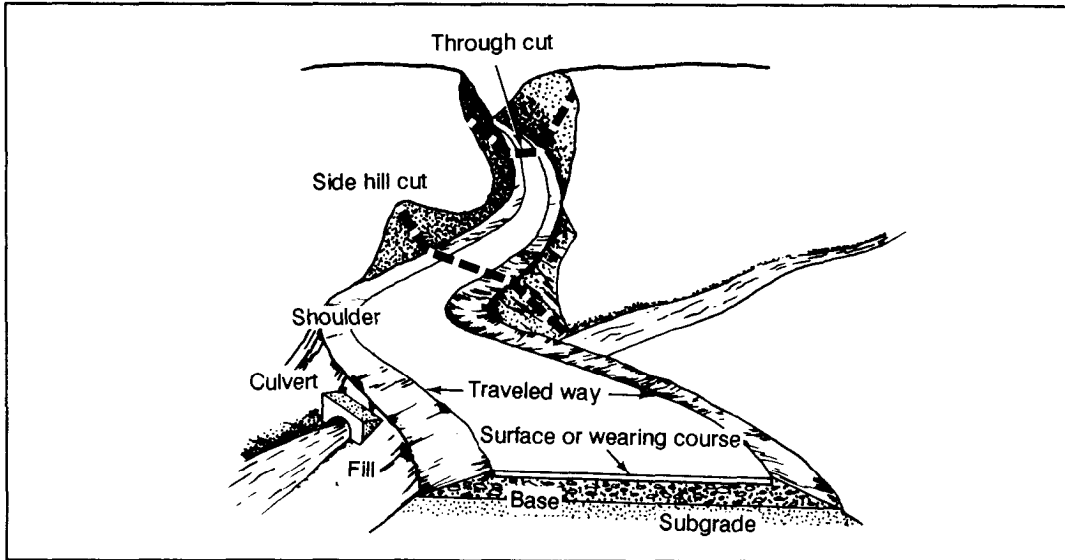 Through cut
Side hill cut
Shoulder
Culvert
Traveled way
Surface or wearing course
Fill
Base
Subgrade